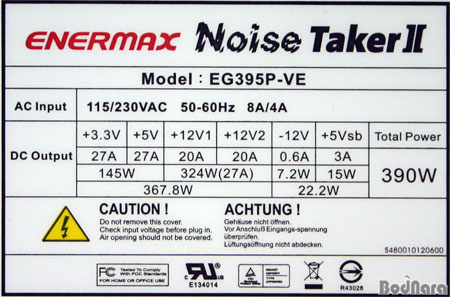 ENERMAX Noise Taker II
Model : EG395P-VE
AC Input 115/230VAC 50-60Hz 8A/4A
DC Output +3.3V +5V +12V1 +12V2 -12V +5Vsb Total Power
27A 27A 20A 20A 0.6A 3A 390W
145W 324W(27A) 7.2W 15W
367.8W 22.2W
CAUTION !
Do not remove this cover.
Check input voltage before plug in.
Air opening should not be covered.
ACHTUNG !
Gehäuse nicht öffnen.
Vor Anschluß Eingangs-spannung
überprüfen.
Lüftungsöffnung nicht abdecken.
S480010120600
FC Tested To Comply
With FCC Standards
FOR HOME OR OFFICE USE
c UL us
E134014
R43028
BodNara